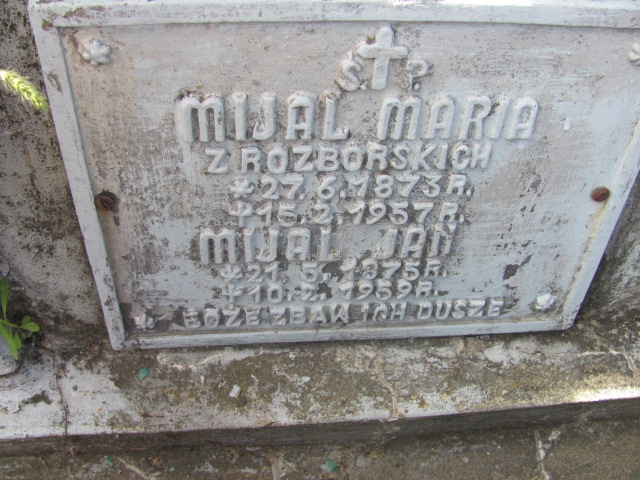 Ś. P.
MIJAL MARIA
Z ROZBORSKICH
* 27.6.1873 R.
+ 15.2.1957 R.
MIJAL JAN
* 21.5.1875 R.
+ 10.2.1959 R.
BOŻE ZBAW ICH DUSZE